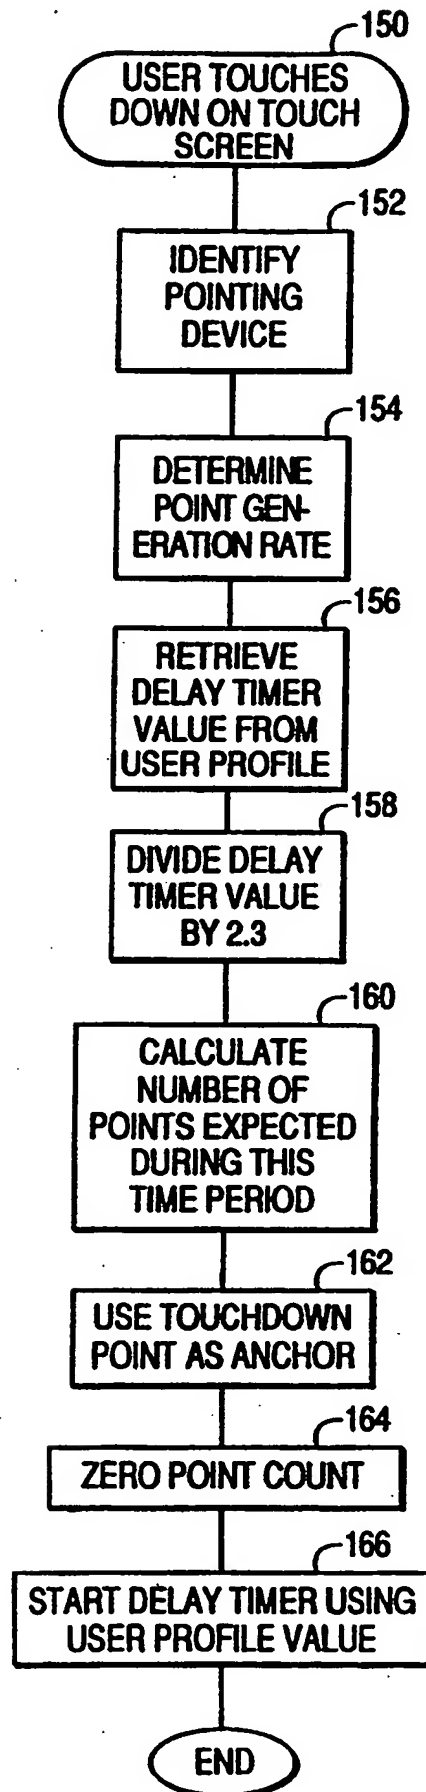 150
USER TOUCHES
DOWN ON TOUCH
SCREEN
152
IDENTIFY
POINTING
DEVICE
154
DETERMINE
POINT GEN-
ERATION RATE
156
RETRIEVE
DELAY TIMER
VALUE FROM
USER PROFILE
158
DIVIDE DELAY
TIMER VALUE
BY 2.3
160
CALCULATE
NUMBER OF
POINTS EXPECTED
DURING THIS
TIME PERIOD
162
USE TOUCHDOWN
POINT AS ANCHOR
164
ZERO POINT COUNT
166
START DELAY TIMER USING
USER PROFILE VALUE
END